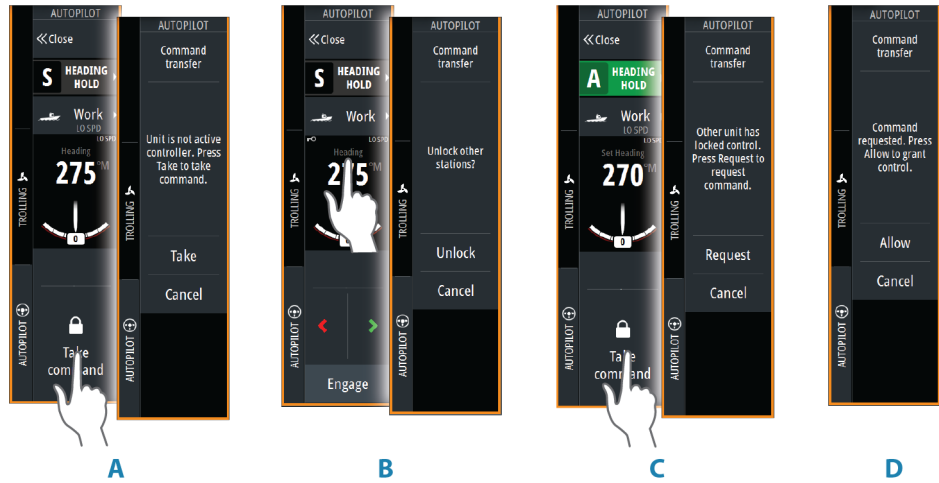 AUTOPILOT
Close
S HEADING HOLD
Work
LO SPD
LO SPD
Heading
275 °M
0
Take
command
TROLLING
AUTOPILOT
AUTOPILOT
Command
transfer
Unit is not active
controller. Press
Take to take
command.
Take
Cancel
TROLLING
AUTOPILOT
A
AUTOPILOT
Close
S HEADING HOLD
Work
LO SPD
Heading
275 °M
Engage
TROLLING
AUTOPILOT
AUTOPILOT
Command
transfer
Unlock other
stations?
Unlock
Cancel
TROLLING
AUTOPILOT
B
AUTOPILOT
Close
A HEADING HOLD
Work
LO SPD
LO SPD
Set Heading
270 °M
0
Take
command
TROLLING
AUTOPILOT
AUTOPILOT
Command
transfer
Other unit has
locked control.
Press Request to
request
command.
Request
Cancel
TROLLING
AUTOPILOT
C
AUTOPILOT
Command
transfer
Command
requested. Press
Allow to grant
control.
Allow
Cancel
TROLLING
AUTOPILOT
D